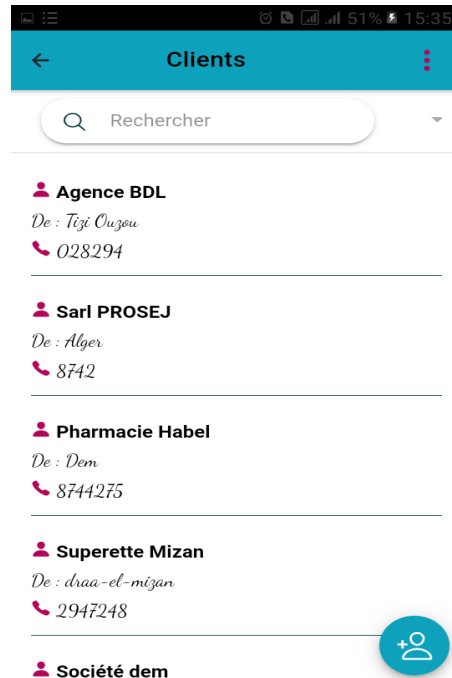 51% 15:35
Clients
Rechercher
Agence BDL
De : Tizi Ouzou
028294
Sarl PROSEJ
De : Alger
8742
Pharmacie Habel
De : Dem
8744275
Superette Mizan
De : draa-el-mizan
2947248
Société dem